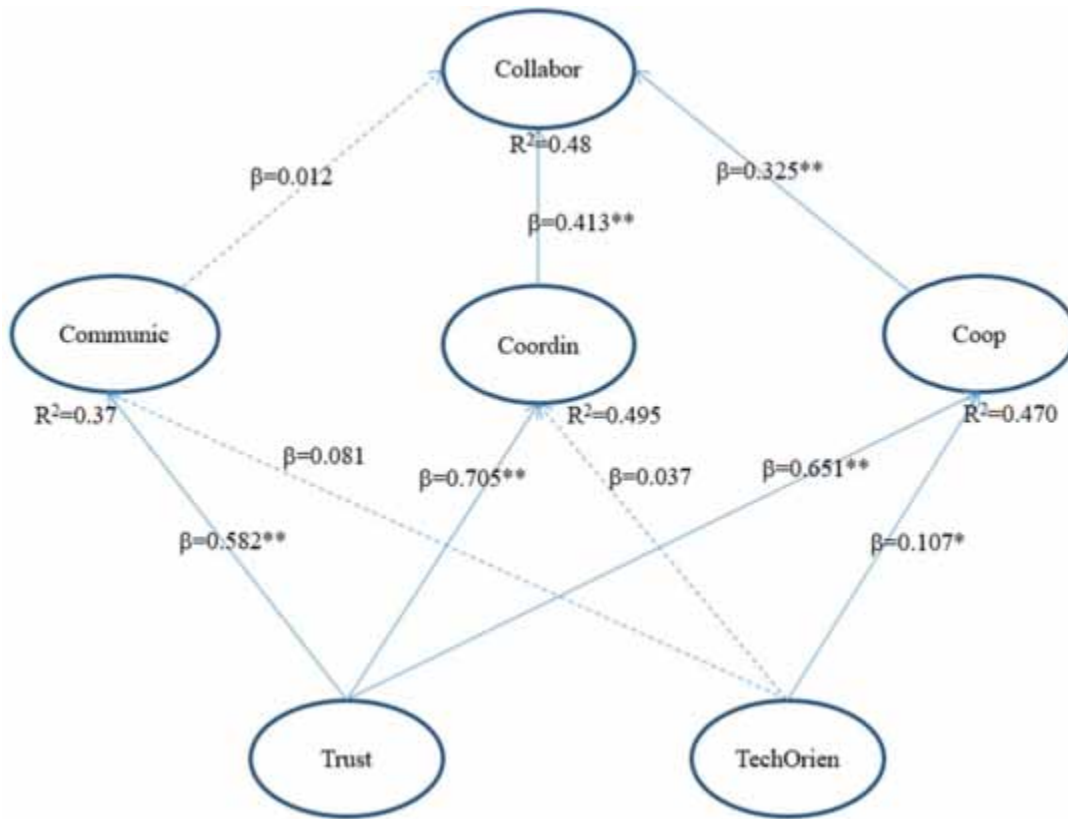 Collabor
R²=0.48
β=0.012
β=0.325**
β=0.413**
Communic
Coordin
Coop
R²=0.37
R²=0.495
R²=0.470
β=0.081
β=0.705**
β=0.037
β=0.651**
β=0.582**
β=0.107*
Trust
TechOrien